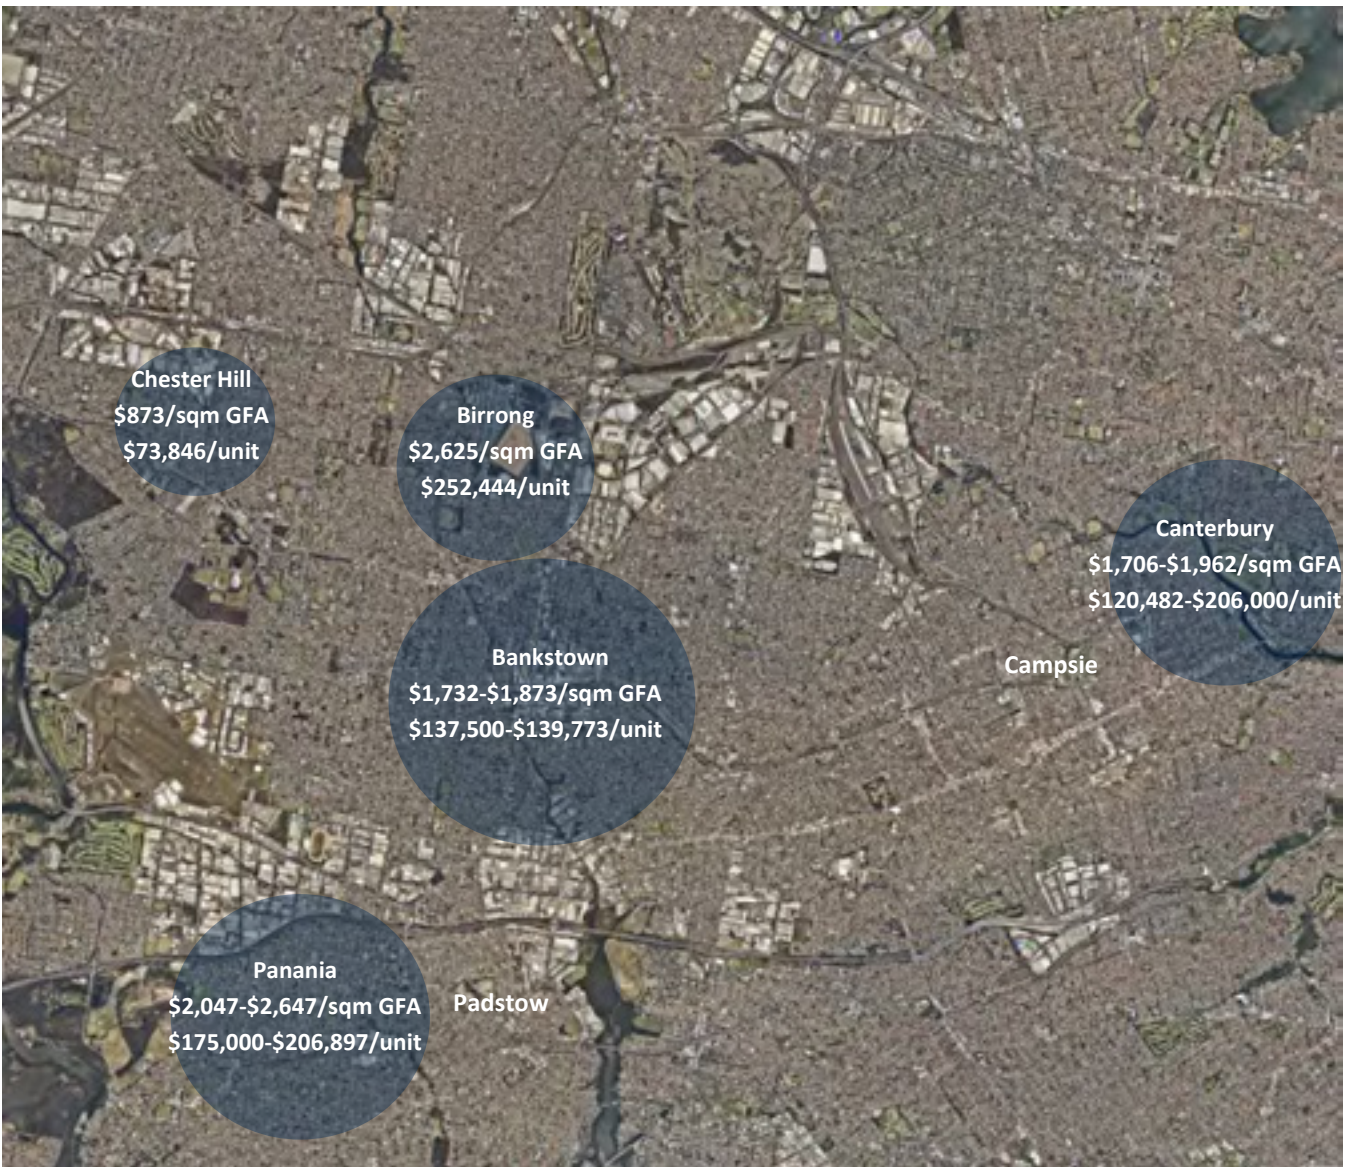 Chester Hill
$873/sqm GFA
$73,846/unit
Birrong
$2,625/sqm GFA
$252,444/unit
Canterbury
$1,706-$1,962/sqm GFA
$120,482-$206,000/unit
Bankstown
$1,732-$1,873/sqm GFA
$137,500-$139,773/unit
Campsie
Panania
$2,047-$2,647/sqm GFA
$175,000-$206,897/unit
Padstow